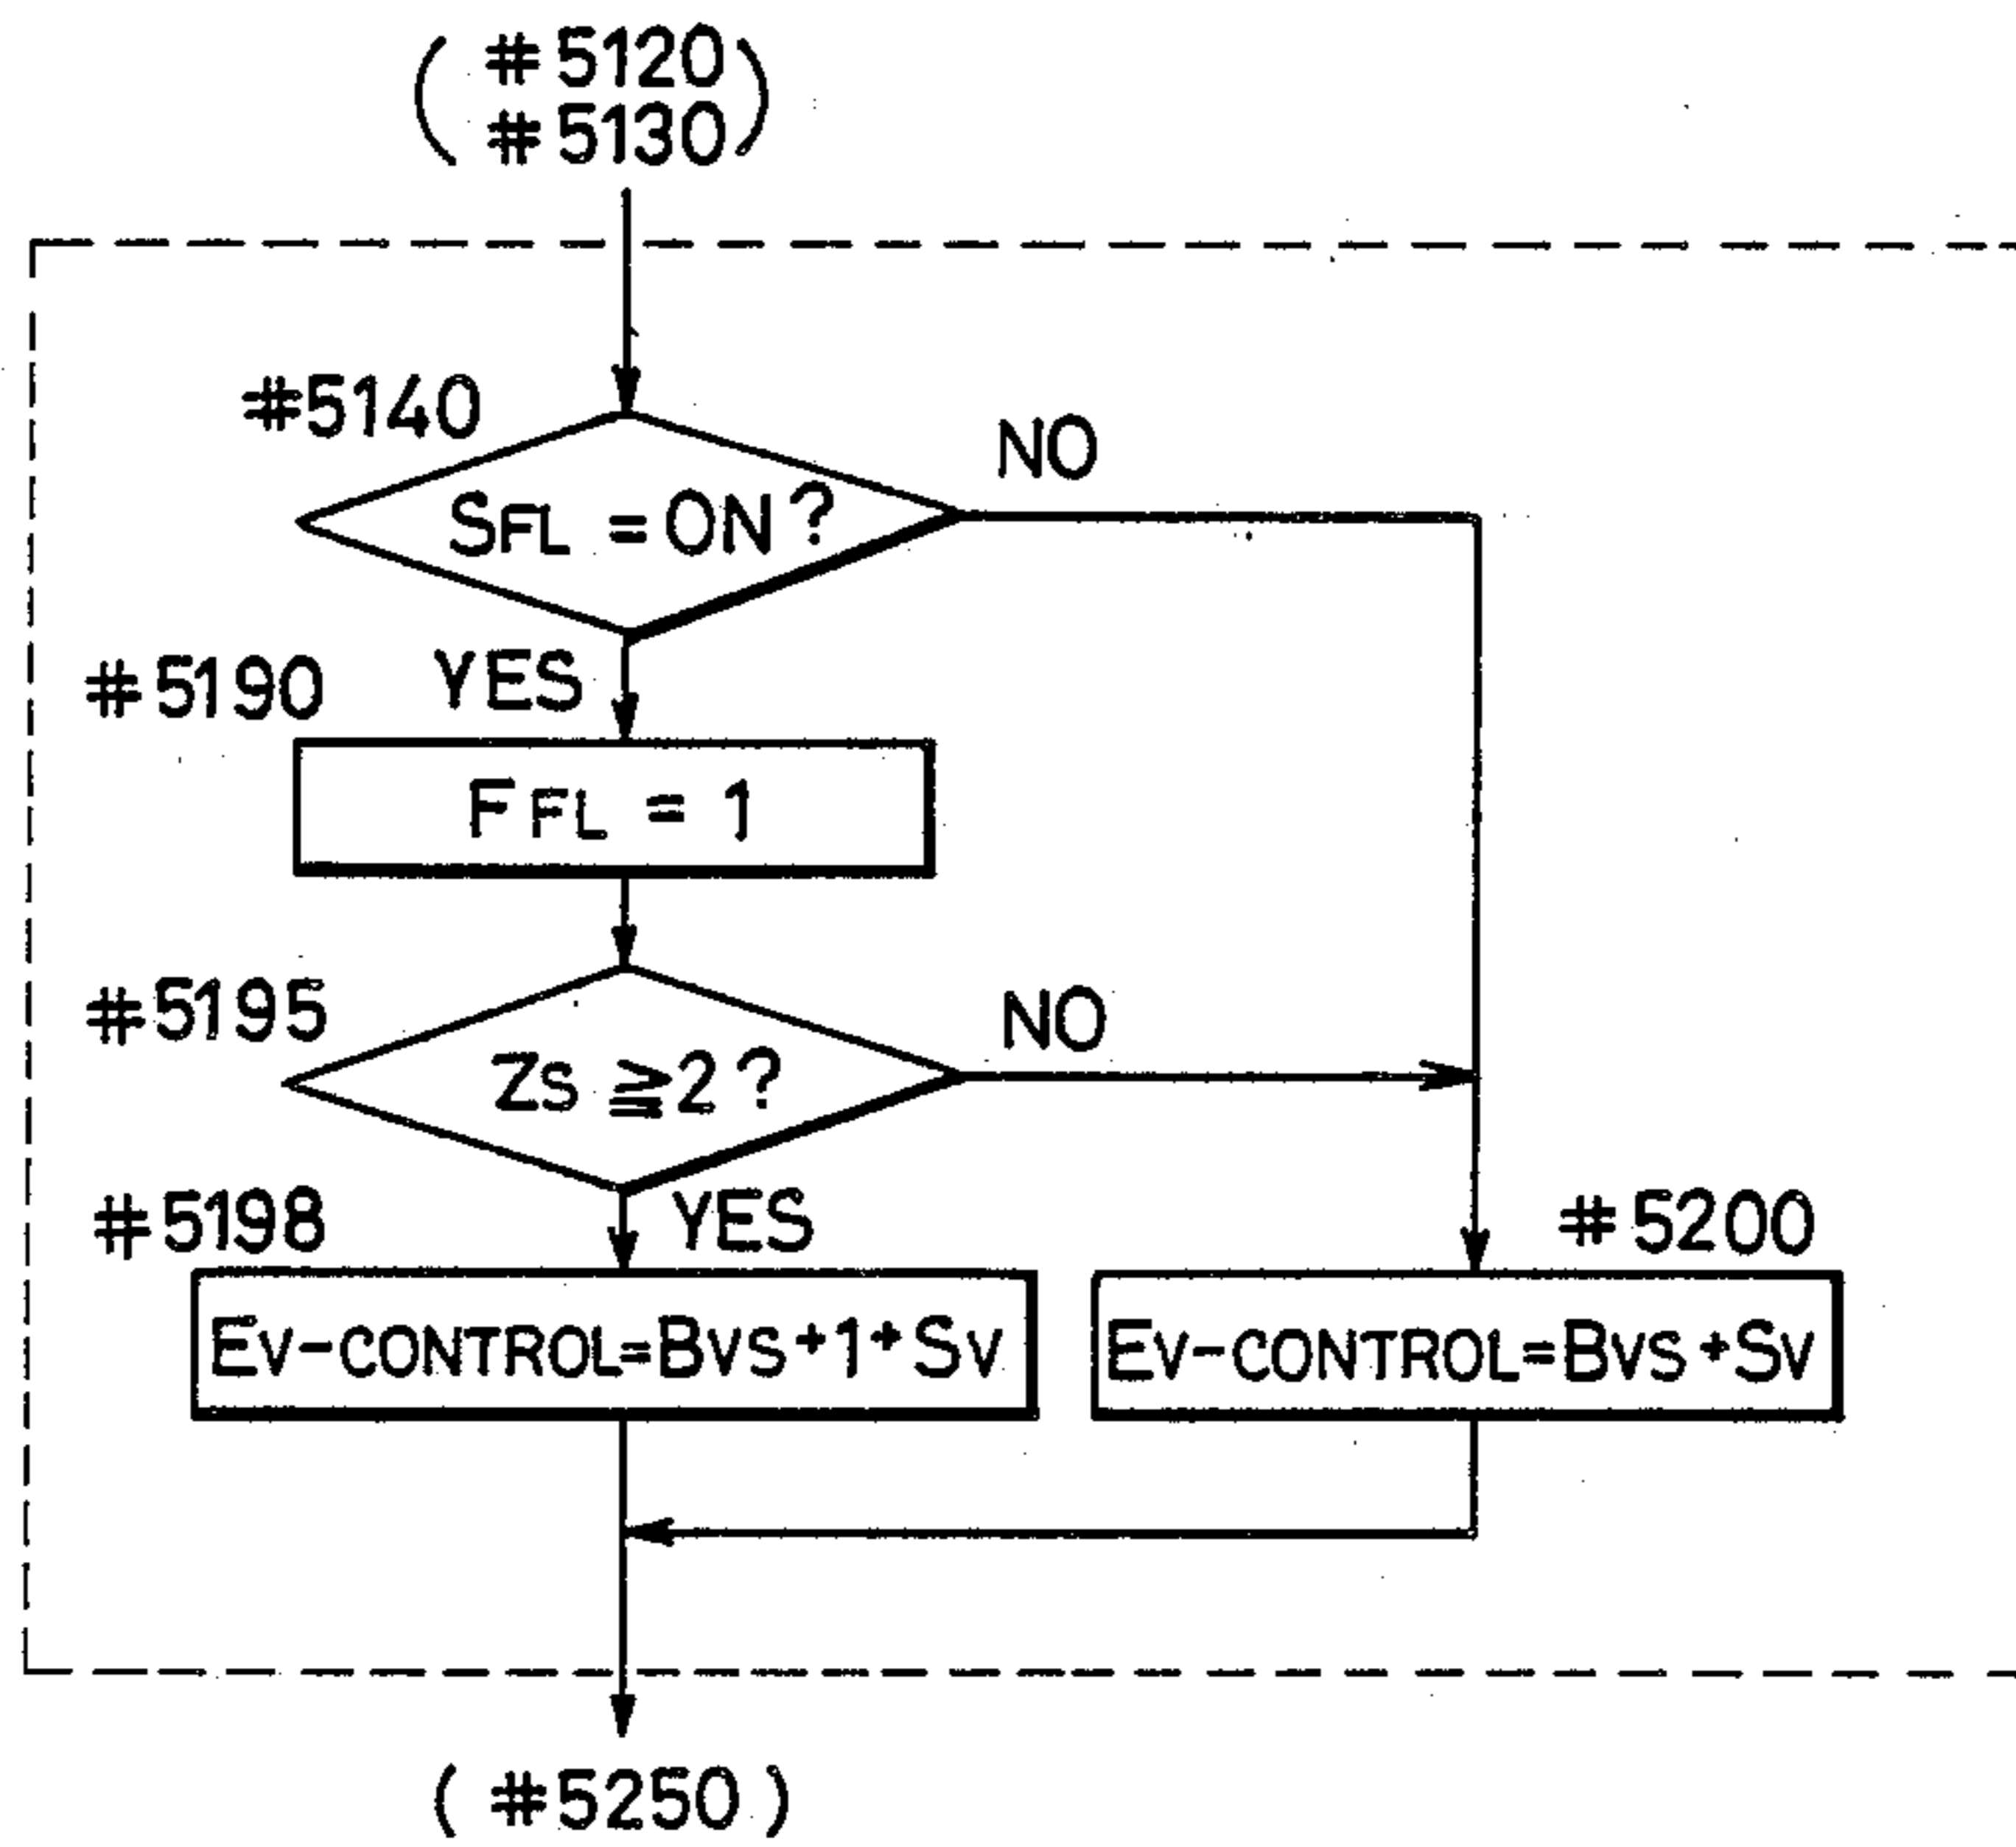 ( #5120
#5130 )
#5140
NO
SFL = ON ?
#5190
YES
FFL = 1
#5195
NO
Zs ≧ 2 ?
#5198
YES
#5200
Ev-CONTROL=Bvs+1+Sv
Ev-CONTROL=Bvs+Sv
( #5250 )